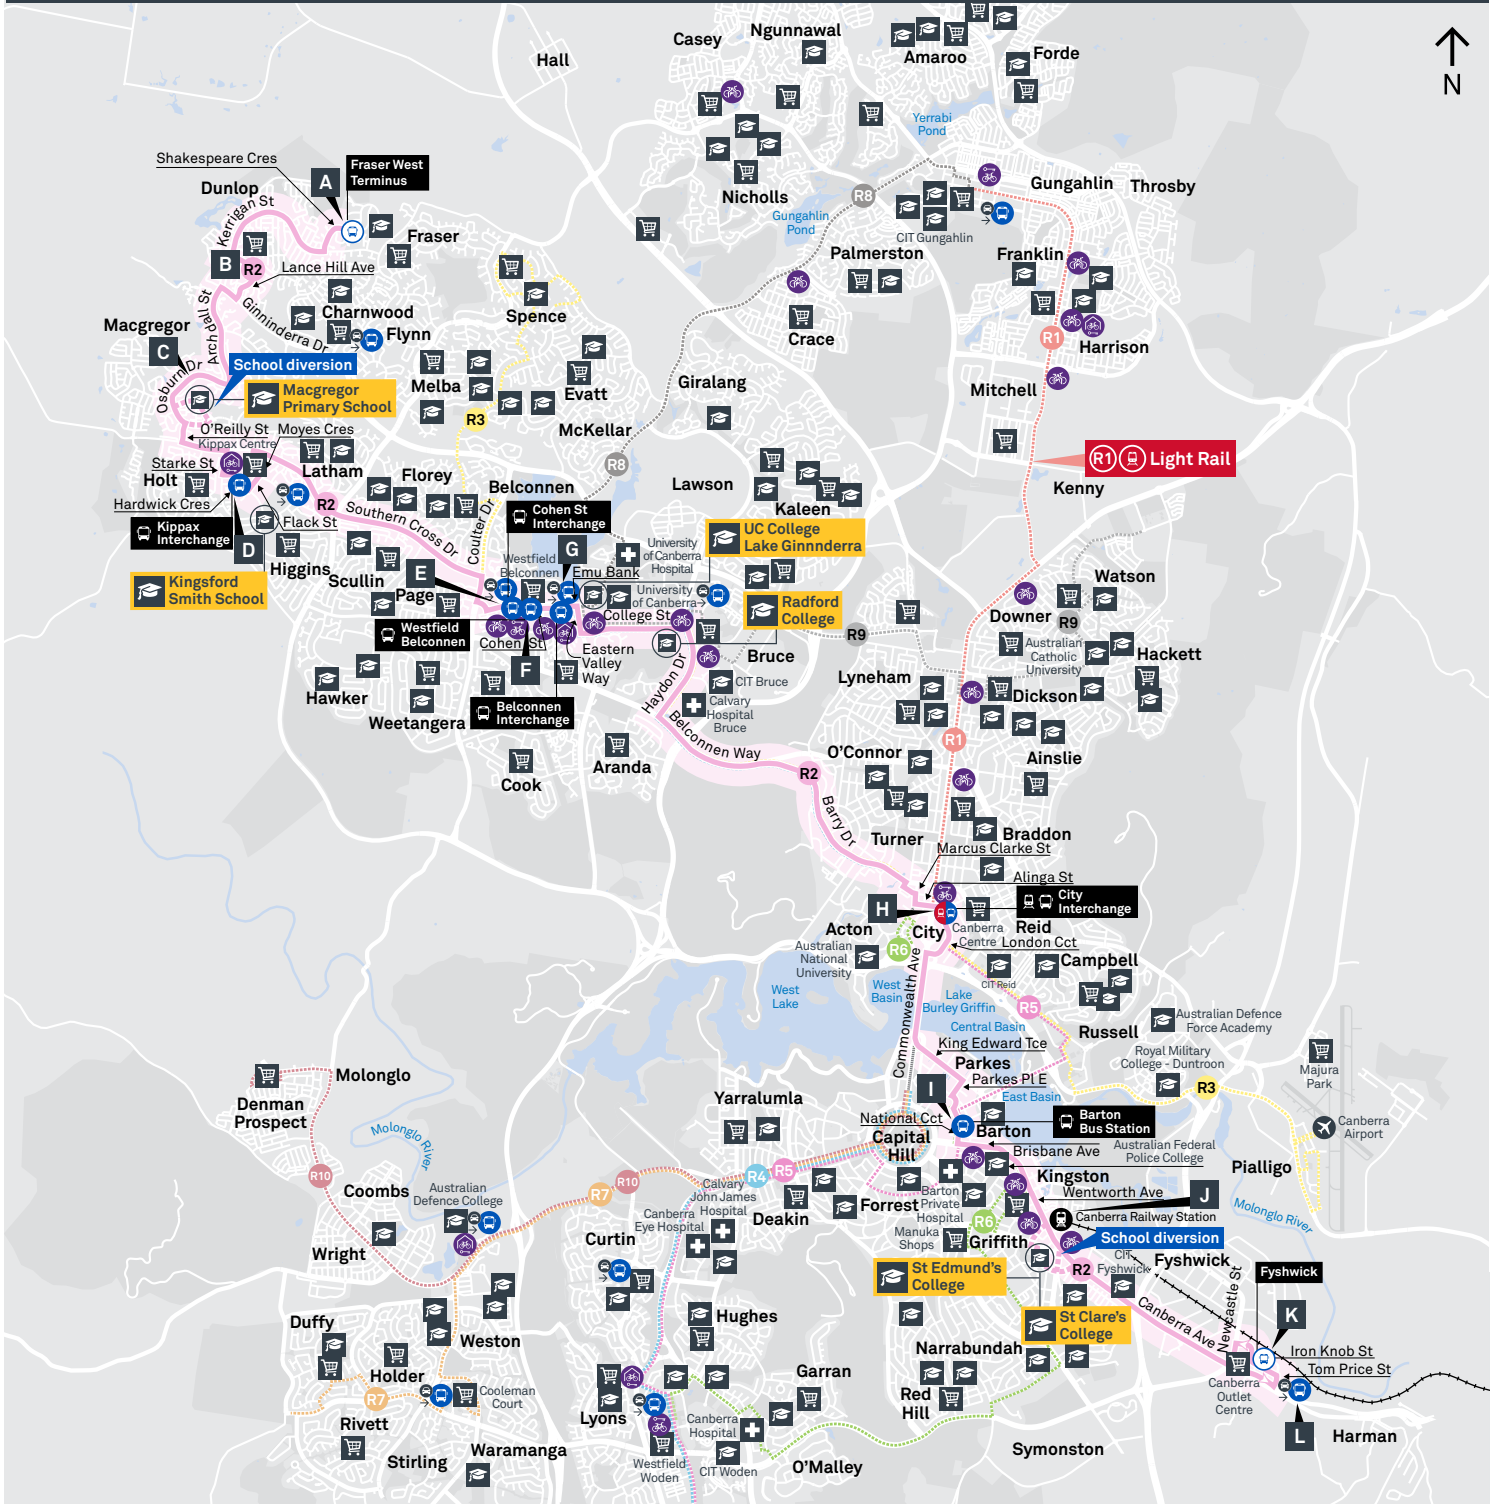 N
Hall
Casey
Ngunnawal
Amaroo
Forde
Yerrabi
Pond
Shakespeare Cres
Fraser West
Terminus
A
Dunlop
Kerrigan St
Fraser
B
R2
Lance Hill Ave
Nicholls
Gungahlin
Pond
R8
Gungahlin
Throsby
CIT Gungahlin
Palmerston
Franklin
Archdall St
Ginninderra Dr
Charnwood
Flynn
Spence
Crace
R1
Harrison
Macgregor
C
Osburn Dr
School diversion
Macgregor
Primary School
Melba
Evatt
Giralang
Mitchell
R3
McKellar
O'Reilly St
Kippax Centre
Moyes Cres
Starke St
Holt
Latham
Florey
R8
R1
Light Rail
Kenny
Hardwick Cres
R2
Belconnen
Lawson
Kaleen
Kippax
Interchange
D
Flack St
Southern Cross Dr
Coulter Dr
Cohen St
Interchange
UC College
Lake Ginnnderra
Higgins
Scullin
E
Page
Westfield
Belconnen
G
Emu Bank
University
of Canberra
Hospital
Kingsford
Smith School
University
of Canberra
Radford
College
Watson
Downer
R9
Westfield
Belconnen
Cohen St
College St
F
Eastern
Valley
Way
R9
Bruce
Australian
Catholic
University
Hackett
Hawker
Weetangera
Belconnen
Interchange
Haydon Dr
CIT Bruce
Calvary
Hospital
Bruce
Lyneham
Dickson
Belconnen Way
R1
Cook
Aranda
R2
O'Connor
Ainslie
Barry Dr
Turner
Braddon
Marcus Clarke St
Alinga St
H
City
Interchange
Acton
City
Canberra
Centre
Reid
London Cct
R6
Australian
National
University
Campbell
CIT Reid
West
Lake
West
Basin
Commonwealth Ave
Lake
Burley Griffin
R5
Central Basin
Russell
Australian Defence
Force Academy
King Edward Tce
Royal Military
College - Duntroon
Majura
Park
Molonglo
Parkes
Parkes Pl E
I
East Basin
R3
Denman
Prospect
Yarralumla
National Cct
Barton
Bus Station
Canberra
Airport
Molonglo
River
Capital
Hill
Barton
Brisbane Ave
Australian Federal
Police College
Pialligo
R10
Coombs
Australian
Defence College
R7
R10
R4
R5
Calvary
John James
Hospital
Canberra
Eye Hospital
Deakin
Forrest
Barton
Private
Hospital
Kingston
Wentworth Ave
J
Molonglo River
R6
Manuka
Shops
Griffith
Canberra Railway Station
Wright
Curtin
School diversion
CIT
Fyshwick
Fyshwick
R2
Fyshwick
St Edmund's
College
Newcastle St
Canberra Ave
K
Duffy
Weston
Hughes
St Clare's
College
Narrabundah
Iron Knob St
Tom Price St
Holder
R7
Cooleman
Court
Garran
Canberra
Outlet
Centre
Rivett
Lyons
Canberra
Hospital
Red
Hill
L
Harman
Stirling
Waramanga
Westfield
Woden
CIT Woden
O'Malley
Symonston